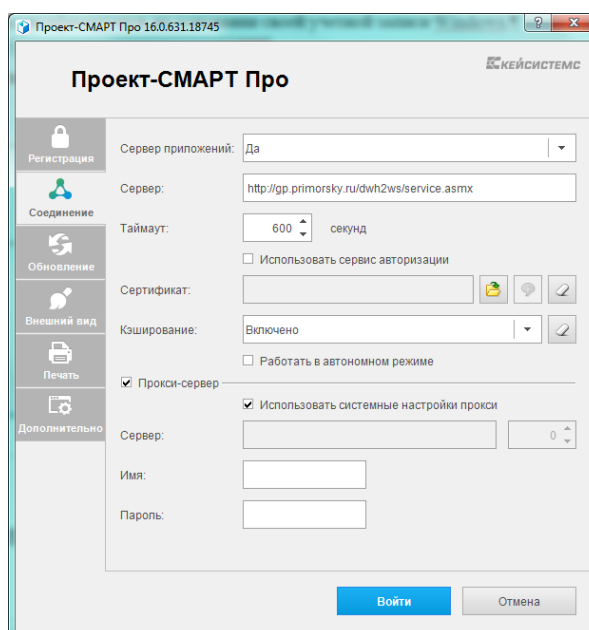 Проект-СМАРТ Про 16.0.631.18745
Проект-СМАРТ Про
КЕЙСИСТЕМС
Регистрация
Соединение
Обновление
Внешний вид
Печать
Дополнительно
Сервер приложений: Да
Сервер: http://gp.primorsky.ru/dwh2ws/service.asmx
Таймаут: 600 секунд
Использовать сервис авторизации
Сертификат:
Кэширование: Включено
Работать в автономном режиме
Прокси-сервер
Использовать системные настройки прокси
Сервер: 0
Имя:
Пароль:
Войти Отмена